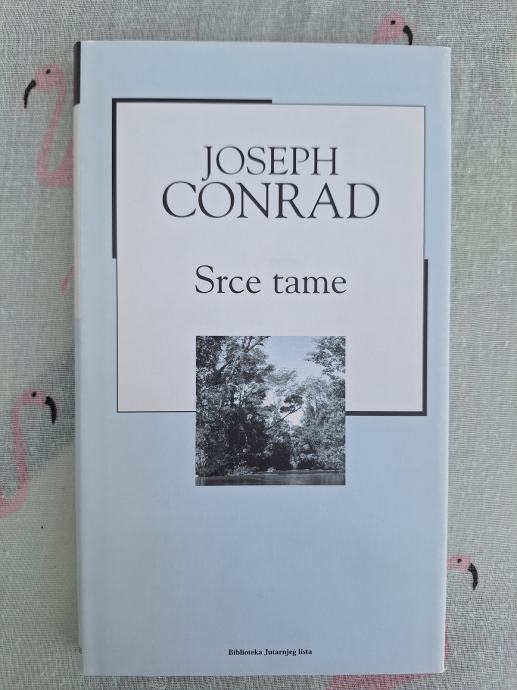 JOSEPH
CONRAD
Srce tame
Biblioteka Jutarnjeg lista